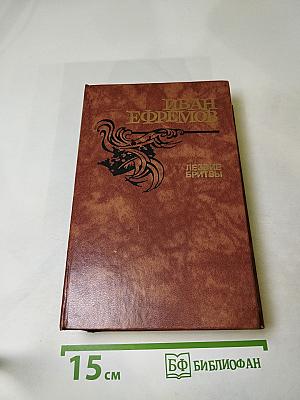 ИВАН
ЕФРЕМОВ
ЛЕЗВИЕ
БРИТВЫ
15 см
БФ БИБЛИОФАН